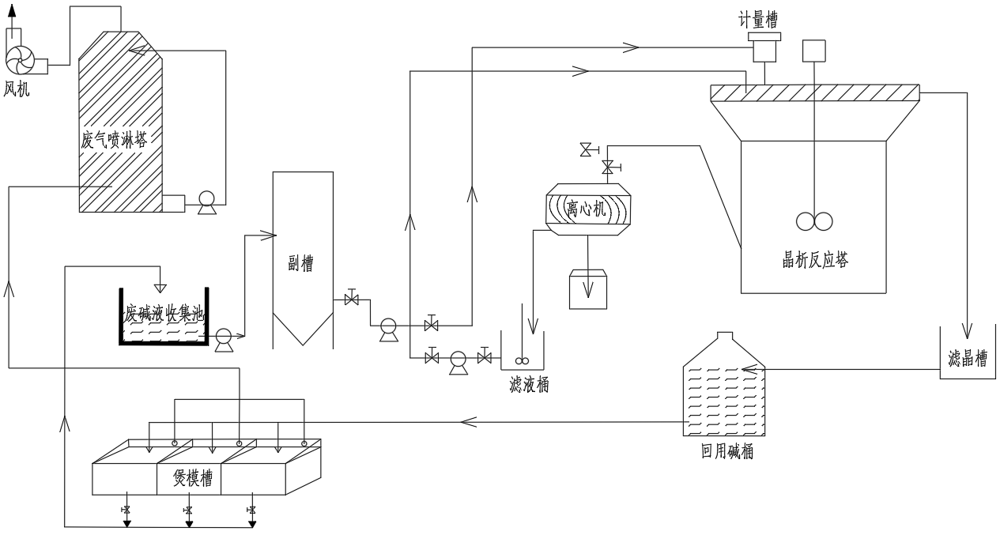 计量槽
风机
废气喷淋塔
离心机
副槽
晶析反应塔
废碱液收集池
滤晶槽
滤液桶
回用碱桶
煲模槽